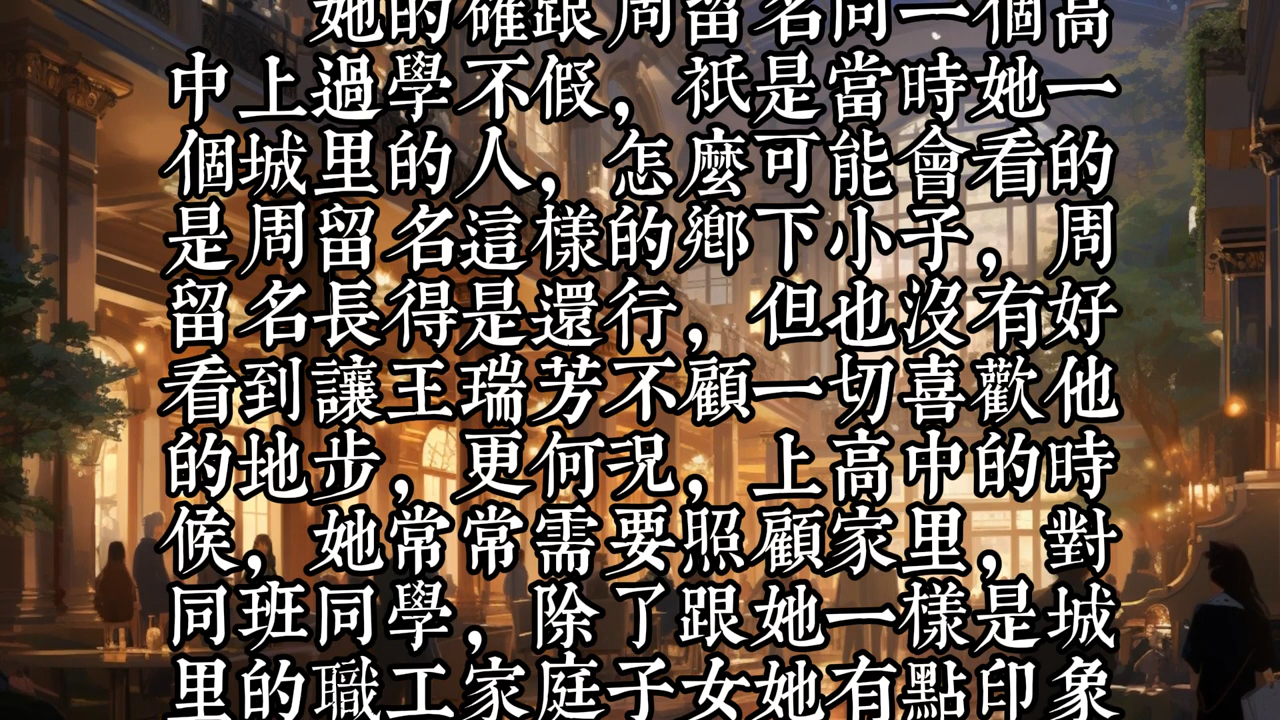 她的確跟周留名同一個高
中上過學不假，祇是當時她一
個城里的人，怎麼可能會看的
是周留名這樣的鄉下小子，周
留名長得是還行，但也沒有好
看到讓王瑞芳不顧一切喜歡他
的地步，更何況，上高中的時
候，她常常需要照顧家里，對
同班同學，除了跟她一樣是城
里的職工家庭子女她有點印象